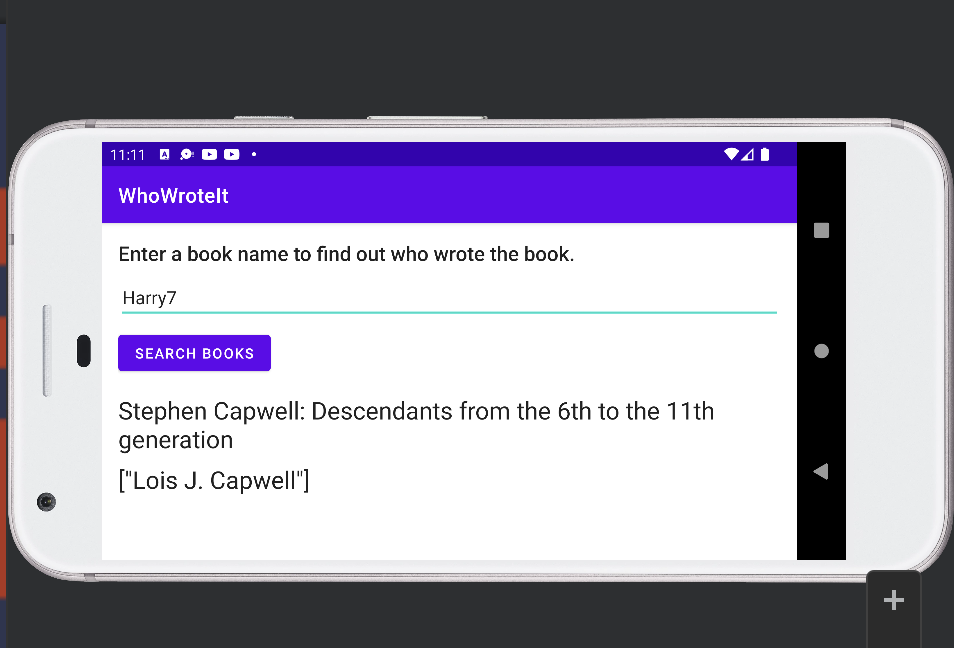 11:11
WhoWroteIt
Enter a book name to find out who wrote the book.
Harry7
SEARCH BOOKS
Stephen Capwell: Descendants from the 6th to the 11th
generation
["Lois J. Capwell"]